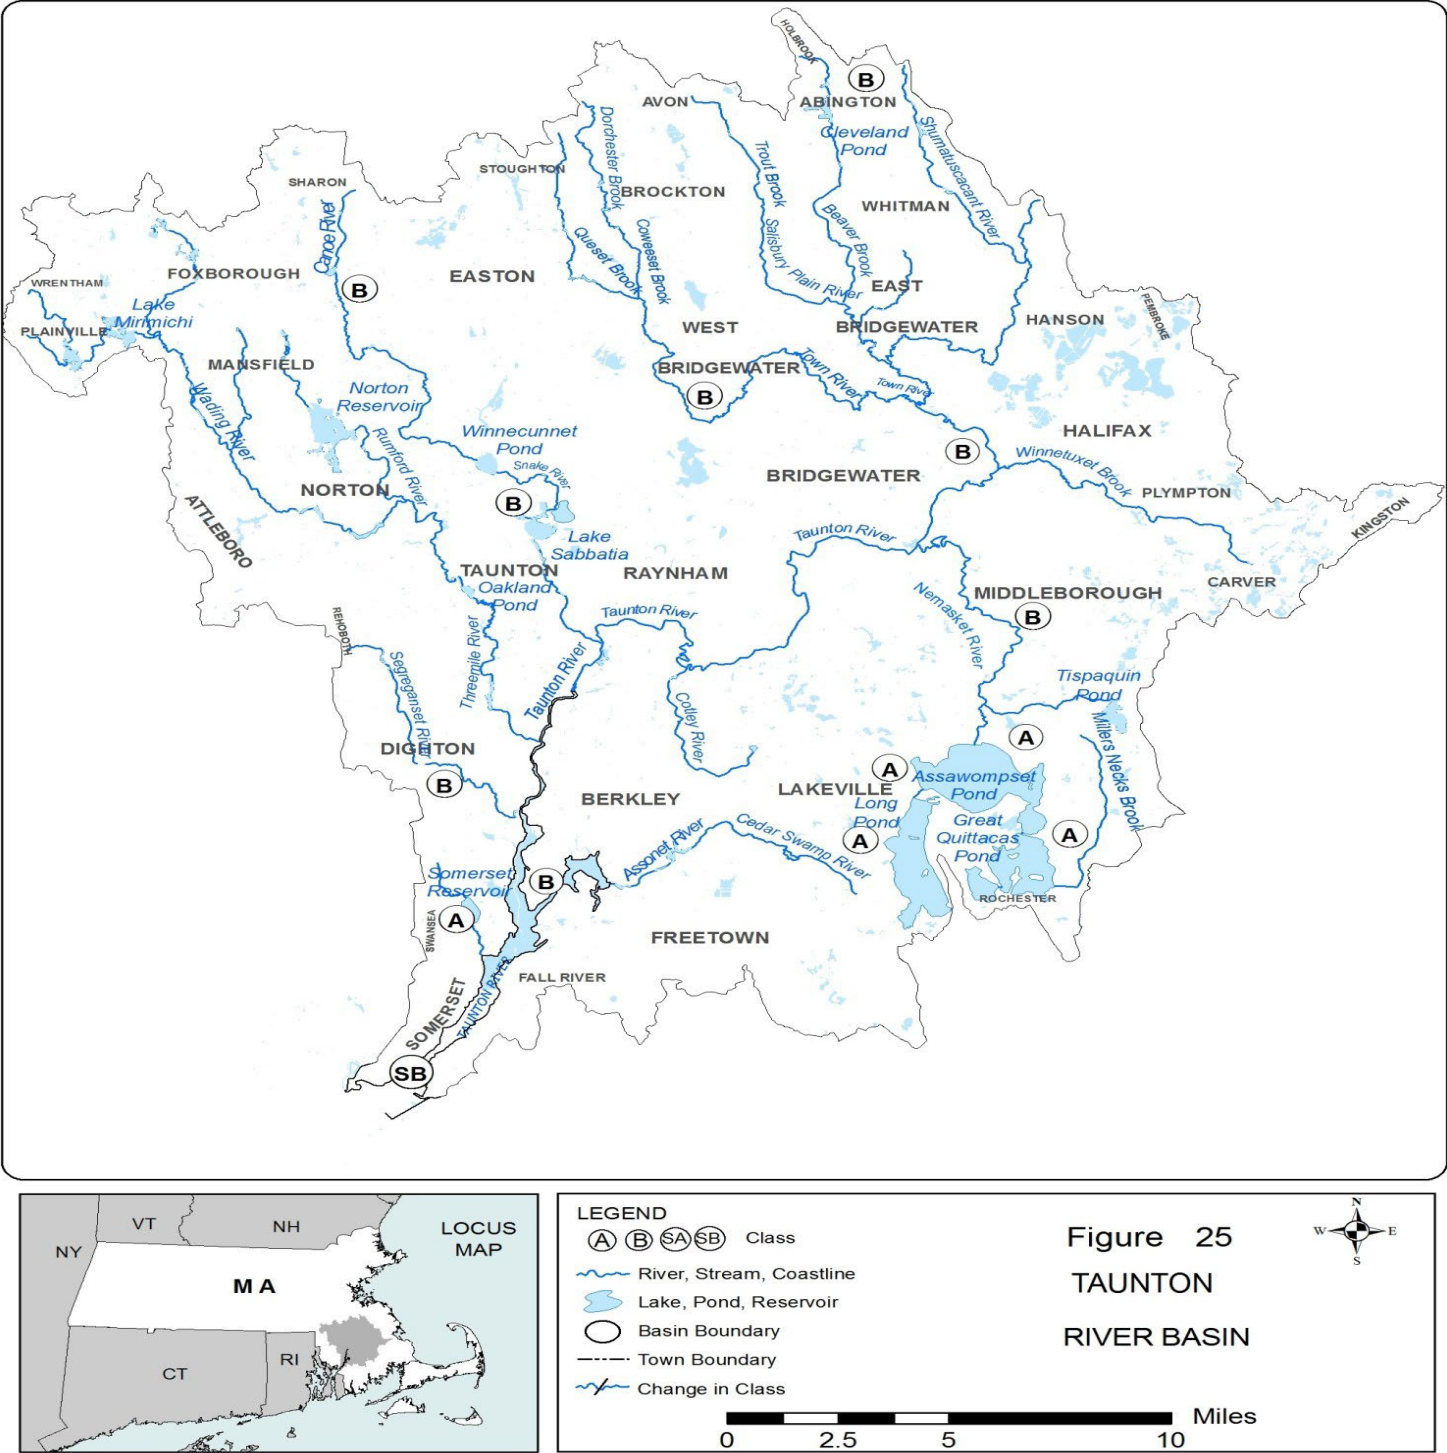 HOLBROOK
B
AVON
ABINGTON
Cleveland
Pond
Dorchester Brook
Shumatuscacant River
Trout Brook
STOUGHTON
SHARON
BROCKTON
WHITMAN
Canoe River
Beaver Brook
Salisbury Plain River
Queset Brook
Coweeset Brook
FOXBOROUGH
EASTON
B
EAST
BRIDGEWATER
WRENTHAM
Lake
Mirimichi
PLAINVILLE
WEST
BRIDGEWATER
HANSON
PEMBROKE
MANSFIELD
Town River
Town River
Norton
Reservoir
B
Wading River
Winnecunnet
Pond
HALIFAX
Rumford River
Snake River
B
Winnetuxet Brook
BRIDGEWATER
NORTON
B
PLYMPTON
KINGSTON
ATTLEBORO
Lake
Sabbatia
Taunton River
TAUNTON
RAYNHAM
CARVER
Oakland
Pond
MIDDLEBOROUGH
Nemasket River
B
Taunton River
REHOBOTH
Threemile River
Segreganset River
Taunton River
Tispaquin
Pond
Cotley River
Millers Necks Brook
DIGHTON
A
B
A
Assawompset
Pond
LAKEVILLE
BERKLEY
Long
Pond
Great
Quittacas
Pond
A
A
Assonet River
Cedar Swamp River
Somerset
Reservoir
B
ROCHESTER
A
SWANSEA
FREETOWN
FALL RIVER
TAUNTON RIVER
SOMERSET
SB
NY
VT
NH
LOCUS
MAP
MA
CT
RI
LEGEND
A B SA SB Class
River, Stream, Coastline
Lake, Pond, Reservoir
Basin Boundary
Town Boundary
Change in Class
Figure 25
TAUNTON
RIVER BASIN
N
W E
S
Miles
0 2.5 5 10